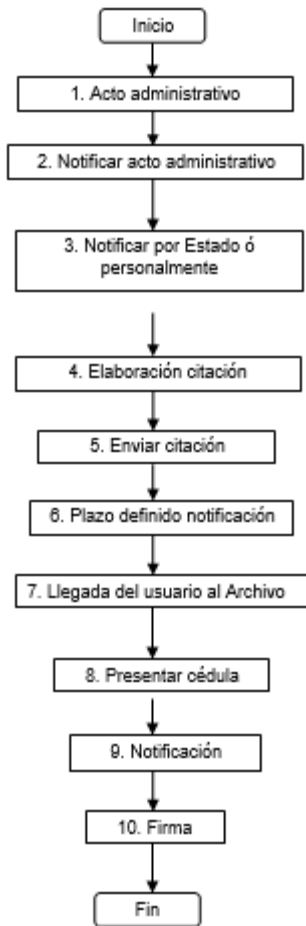 Inicio
1. Acto administrativo
2. Notificar acto administrativo
3. Notificar por Estado ó
personalmente
4. Elaboración citación
5. Enviar citación
6. Plazo definido notificación
7. Llegada del usuario al Archivo
8. Presentar cédula
9. Notificación
10. Firma
Fin